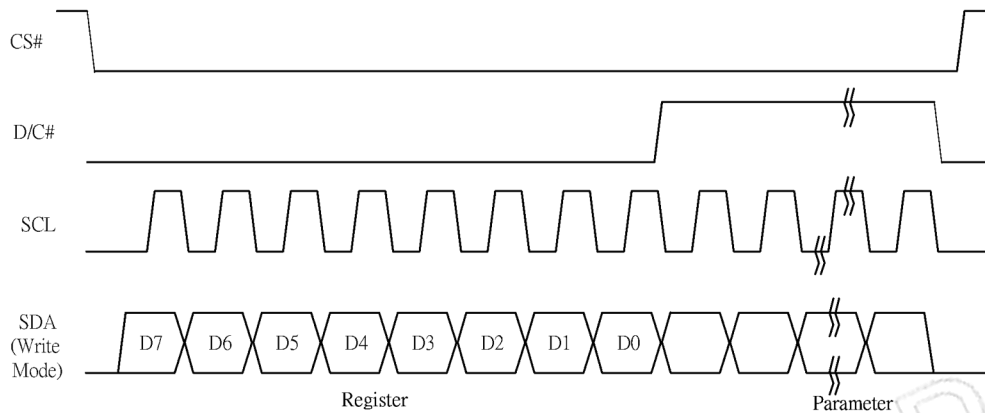 CS#
D/C#
SCL
SDA
(Write
Mode)
D7 D6 D5 D4 D3 D2 D1 D0
Register Parameter